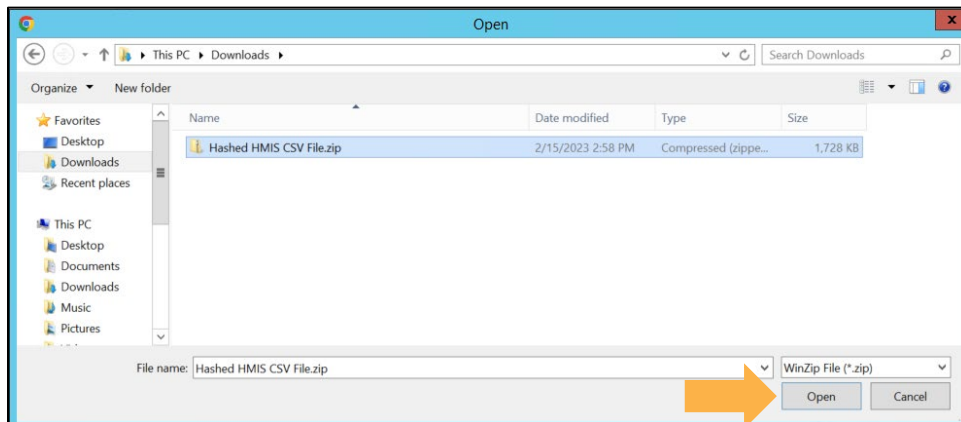 Open
This PC Downloads
Search Downloads
Organize New folder
Favorites
Desktop
Downloads
Recent places
This PC
Desktop
Documents
Downloads
Music
Pictures
Name Date modified Type Size
Hashed HMIS CSV File.zip 2/15/2023 2:58 PM Compressed (zippe... 1,728 KB
File name: Hashed HMIS CSV File.zip WinZip File (*.zip)
Open Cancel